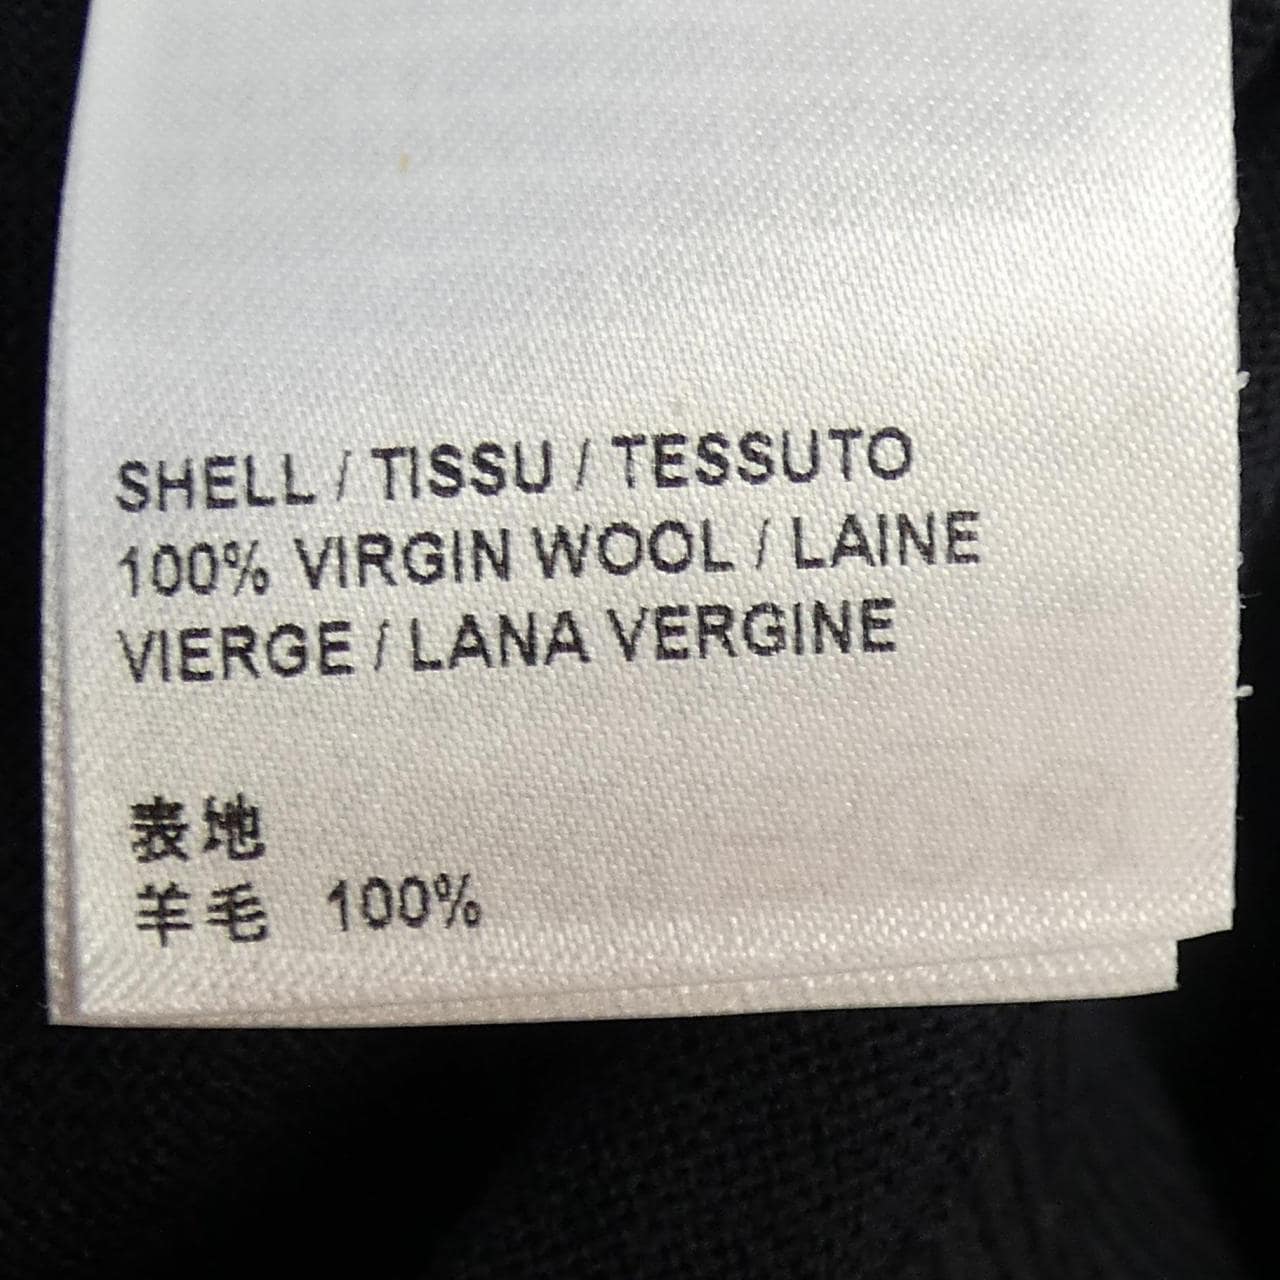 SHELL / TISSU / TESSUTO
100% VIRGIN WOOL / LAINE
VIERGE / LANA VERGINE
表地
羊毛 100%